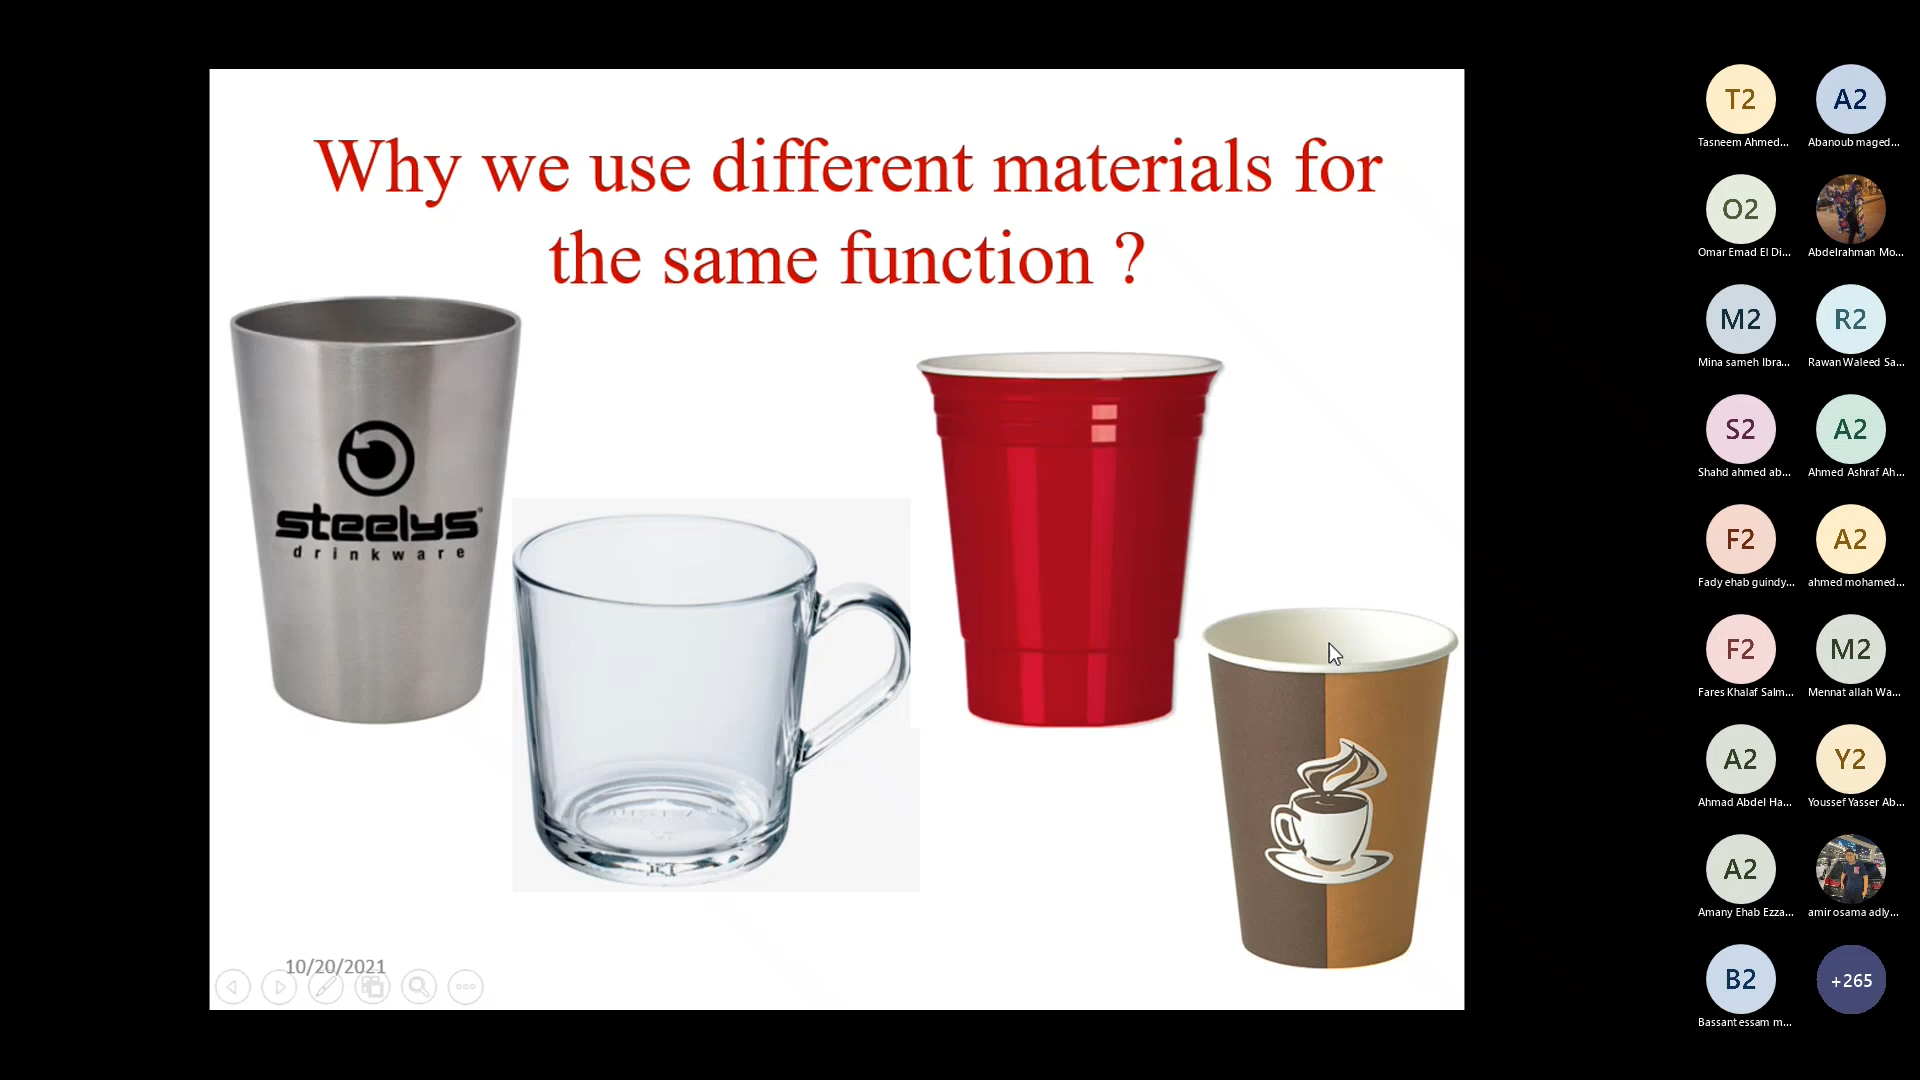 Why we use different materials for
the same function ?
steelys
drinkware
10/20/2021
T2
A2
Tasneem Ahmed...
Abanoub maged...
O2
Omar Emad El Di...
Abdelrahman Mo...
M2
R2
Mina sameh Ibra...
Rawan Waleed Sa...
S2
A2
Shahd ahmed ab...
Ahmed Ashraf Ah...
F2
A2
Fady ehab guindy...
ahmed mohamed...
F2
M2
Fares Khalaf Salm...
Mennat allah Wa...
A2
Y2
Ahmad Abdel Ha...
Youssef Yasser Ab...
A2
Amany Ehab Ezza...
amir osama adly...
B2
+265
Bassant essam m...